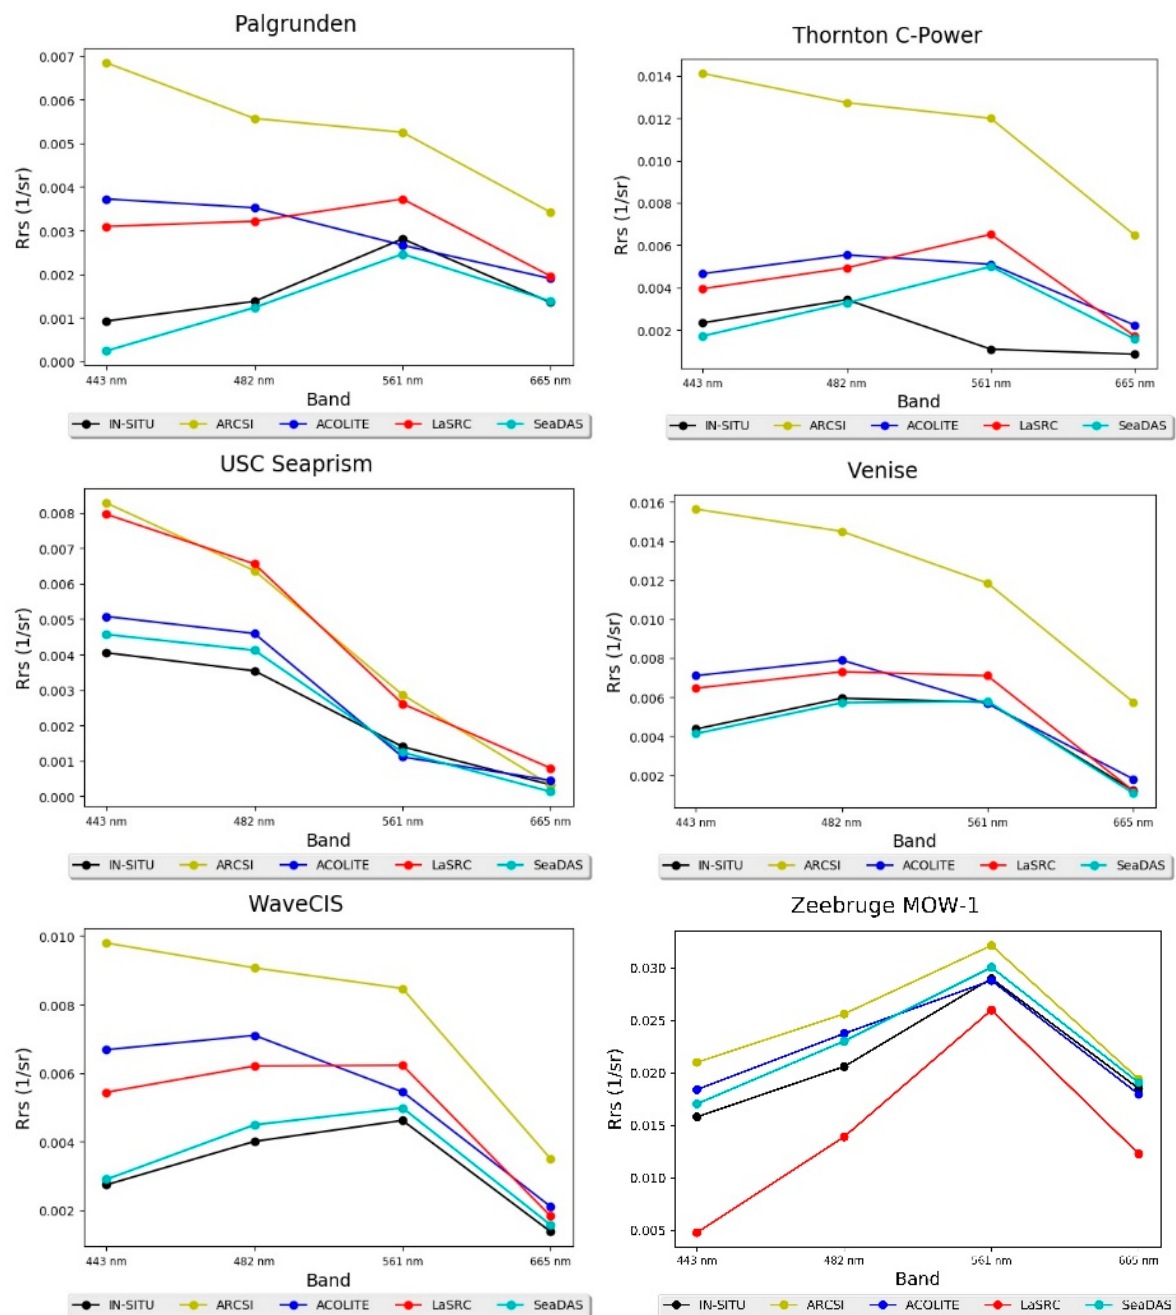 Palgrunden
Rrs (1/sr)
0.007
0.006
0.005
0.004
0.003
0.002
0.001
0.000
443 nm 482 nm 561 nm 665 nm
Band
IN-SITU ARCSI ACOLITE LaSRC SeaDAS
Thornton C-Power
Rrs (1/sr)
0.014
0.012
0.010
0.008
0.006
0.004
0.002
443 nm 482 nm 561 nm 665 nm
Band
IN-SITU ARCSI ACOLITE LaSRC SeaDAS
USC Seaprism
Rrs (1/sr)
0.008
0.007
0.006
0.005
0.004
0.003
0.002
0.001
0.000
443 nm 482 nm 561 nm 665 nm
Band
IN-SITU ARCSI ACOLITE LaSRC SeaDAS
Venise
Rrs (1/sr)
0.016
0.014
0.012
0.010
0.008
0.006
0.004
0.002
443 nm 482 nm 561 nm 665 nm
Band
IN-SITU ARCSI ACOLITE LaSRC SeaDAS
WaveCIS
Rrs (1/sr)
0.010
0.008
0.006
0.004
0.002
443 nm 482 nm 561 nm 665 nm
Band
IN-SITU ARCSI ACOLITE LaSRC SeaDAS
Zeebruge MOW-1
Rrs (1/sr)
0.030
0.025
0.020
0.015
0.010
0.005
443 nm 482 nm 561 nm 665 nm
Band
IN-SITU ARCSI ACOLITE LaSRC SeaDAS